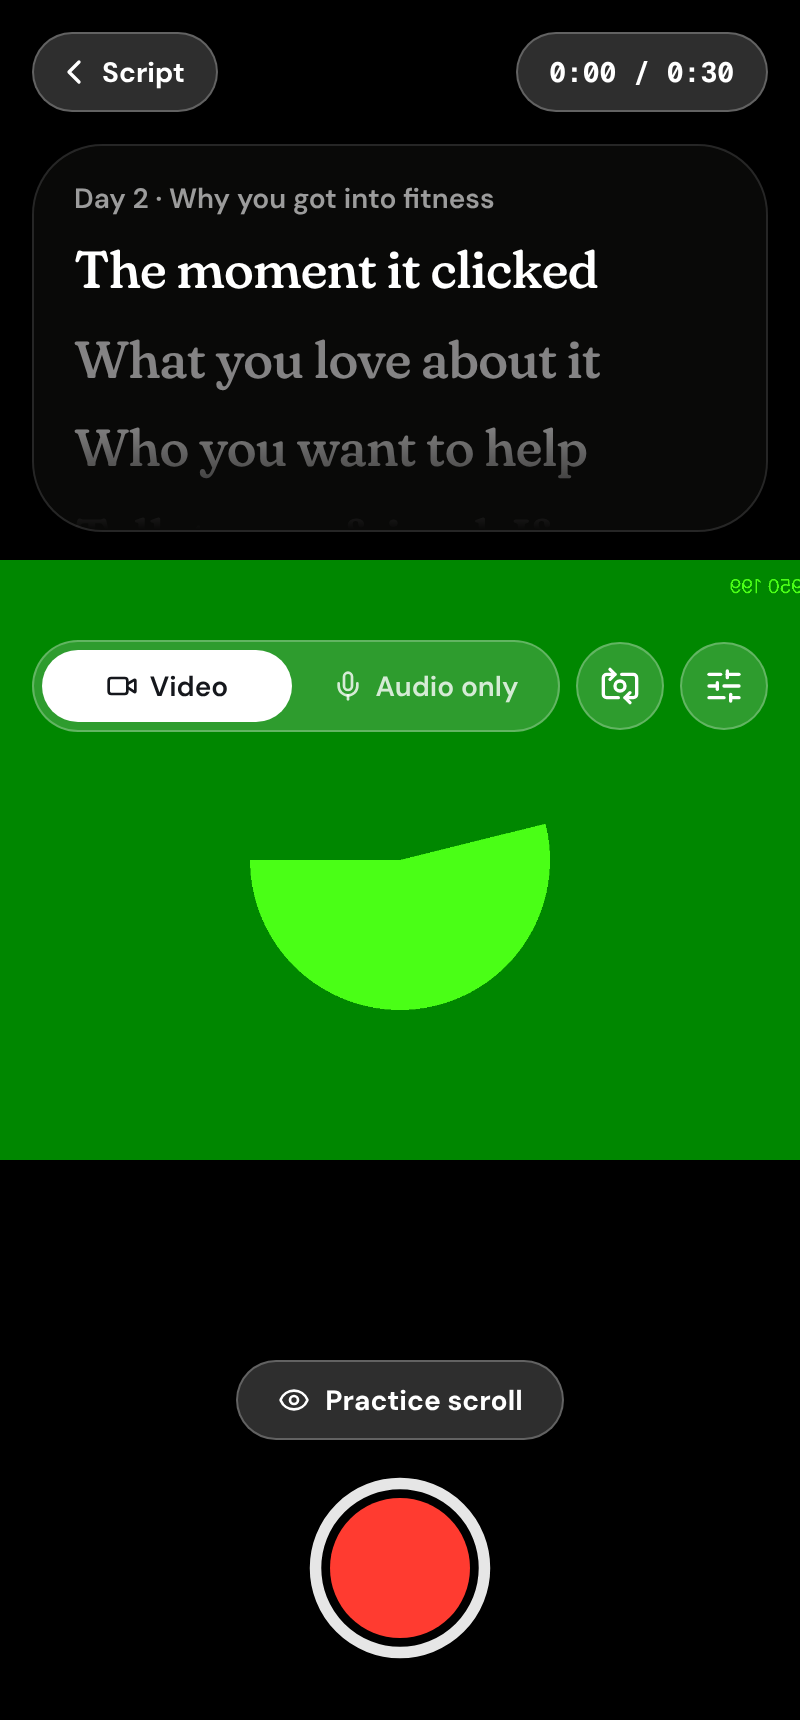 Script
0:00 / 0:30
Day 2 · Why you got into fitness
The moment it clicked
What you love about it
Who you want to help
Video
Audio only
Practice scroll